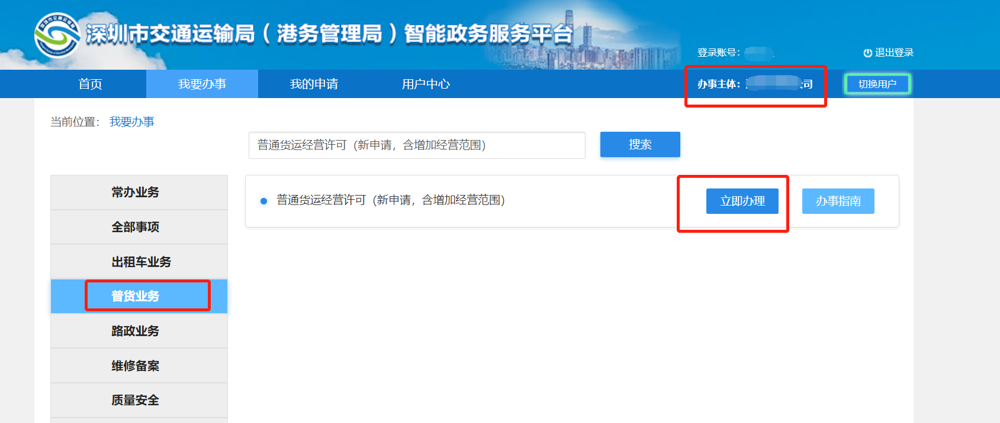 深圳市交通运输局（港务管理局）智能政务服务平台
登录账号：
退出登录
首页
我要办事
我的申请
用户中心
办事主体：
公司
切换用户
当前位置：
我要办事
普通货运经营许可（新申请，含增加经营范围）
搜索
常办业务
全部事项
出租车业务
普货业务
路政业务
维修备案
质量安全
普通货运经营许可（新申请，含增加经营范围）
立即办理
办事指南